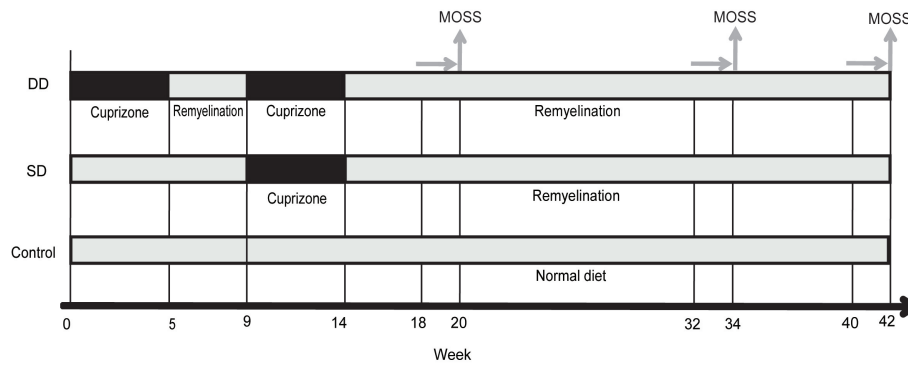 MOSS MOSS MOSS
DD
Cuprizone Remyelination Cuprizone Remyelination
SD
Cuprizone Remyelination
Control
Normal diet
0 5 9 14 18 20 32 34 40 42
Week